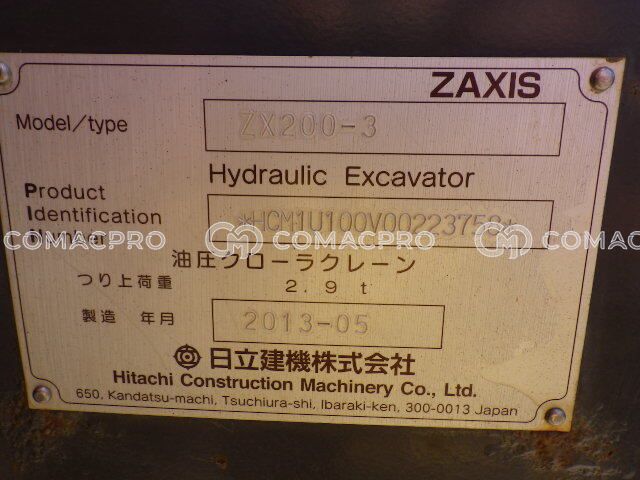 ZAXIS
Model/type ZX200-3
Hydraulic Excavator
Product
Identification *HCM1U100V00223758*
Number
COMACPRO COMACPRO COMACPRO
油圧クローラクレーン
つり上荷重 2.9 t
製造 年月 2013-05
日立建機株式会社
Hitachi Construction Machinery Co., Ltd.
650, Kandatsu-machi, Tsuchiura-shi, Ibaraki-ken, 300-0013 Japan